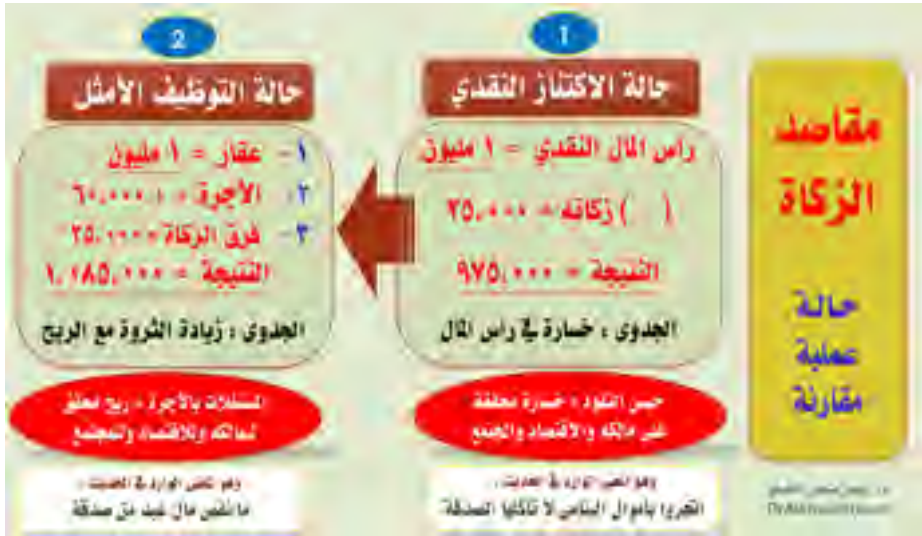 مقاصد
الزكاة
حالة
عملية
مقارنة
1
حالة الاكتناز النقدي
راس المال النقدي = ١ مليون
( ) زكاته = ٢٥,٠٠٠
النتيجة = ٩٧٥,٠٠٠
الجدوى : خسارة في راس المال
حبس النقود = خسارة محققة
على مالكه والاقتصاد والمجتمع
وهو المعنى الوارد في الحديث :
اتجروا بأموال اليتامى لا تأكلها الصدقة
2
حالة التوظيف الأمثل
١- عقار = ١ مليون
٢- الأجرة = ٦٠,٠٠٠+
٣- فرق الزكاة = ٢٥,٠٠٠
النتيجة = ١,٠٨٥,٠٠٠
الجدوى : زيادة الثروة مع الربح
المستغلات بالأجرة = ربح محقق
لمالكه وللاقتصاد وللمجتمع
وهو المعنى الوارد في الحديث :
ما نقص مال عبد من صدقة